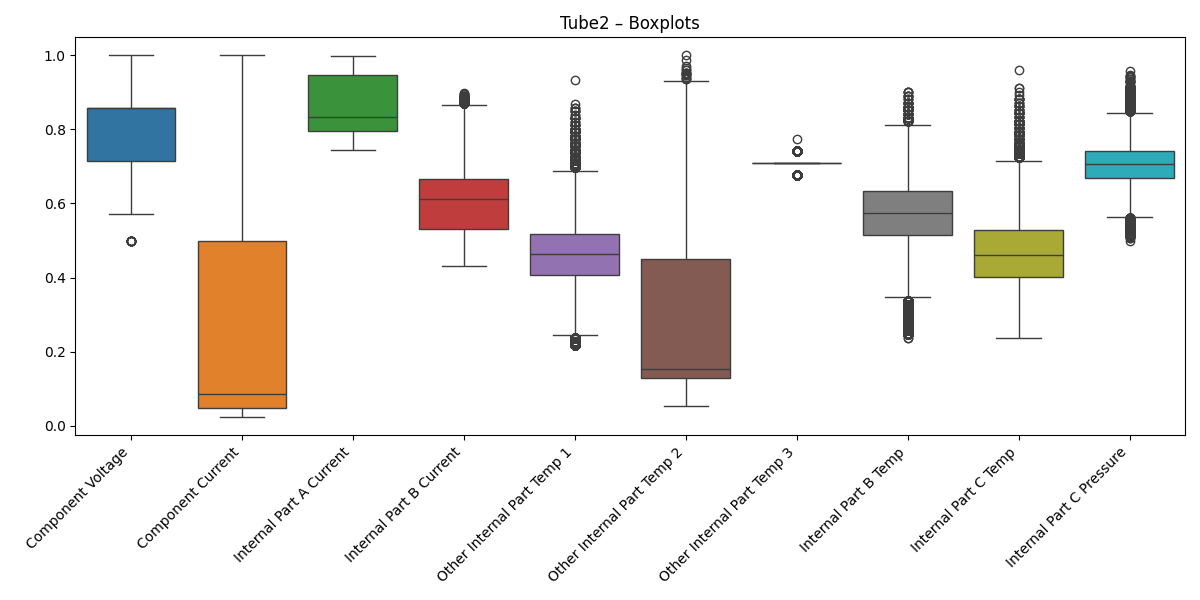 Tube2 – Boxplots
1.0
0.8
0.6
0.4
0.2
0.0
Component Voltage
Component Current
Internal Part A Current
Internal Part B Current
Other Internal Part Temp 1
Other Internal Part Temp 2
Other Internal Part Temp 3
Internal Part B Temp
Internal Part C Temp
Internal Part C Pressure